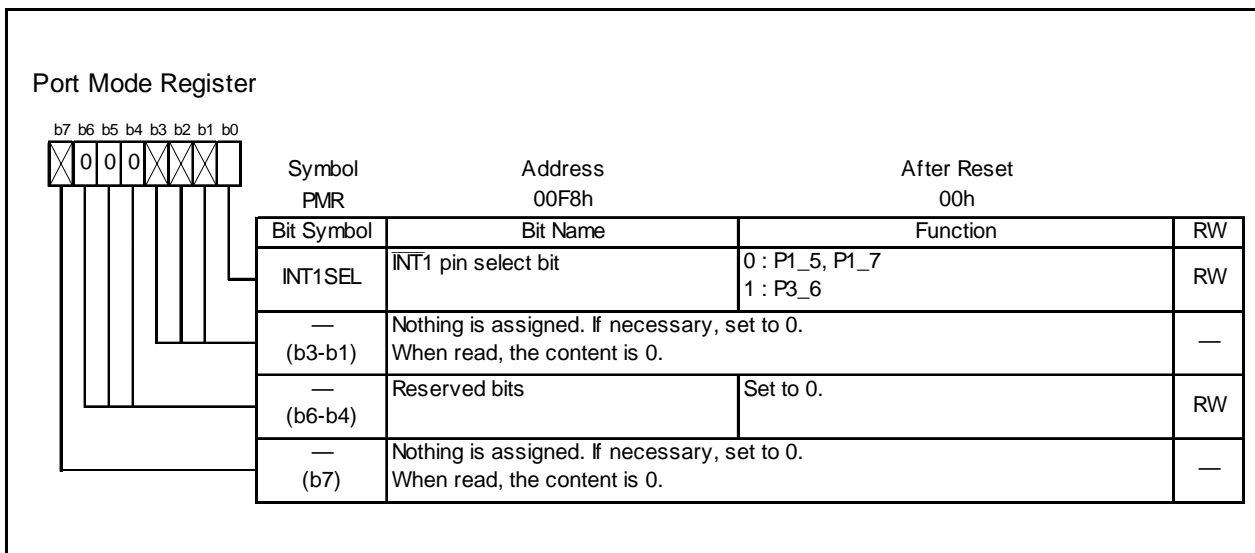 Port Mode Register
b7 b6 b5 b4 b3 b2 b1 b0
0 0 0
Symbol Address After Reset
PMR 00F8h 00h
Bit Symbol Bit Name Function RW
INT1SEL INT1 pin select bit 0 : P1_5, P1_7 RW
1 : P3_6
— Nothing is assigned. If necessary, set to 0. —
(b3-b1) When read, the content is 0.
— Reserved bits Set to 0. RW
(b6-b4)
— Nothing is assigned. If necessary, set to 0. —
(b7) When read, the content is 0.